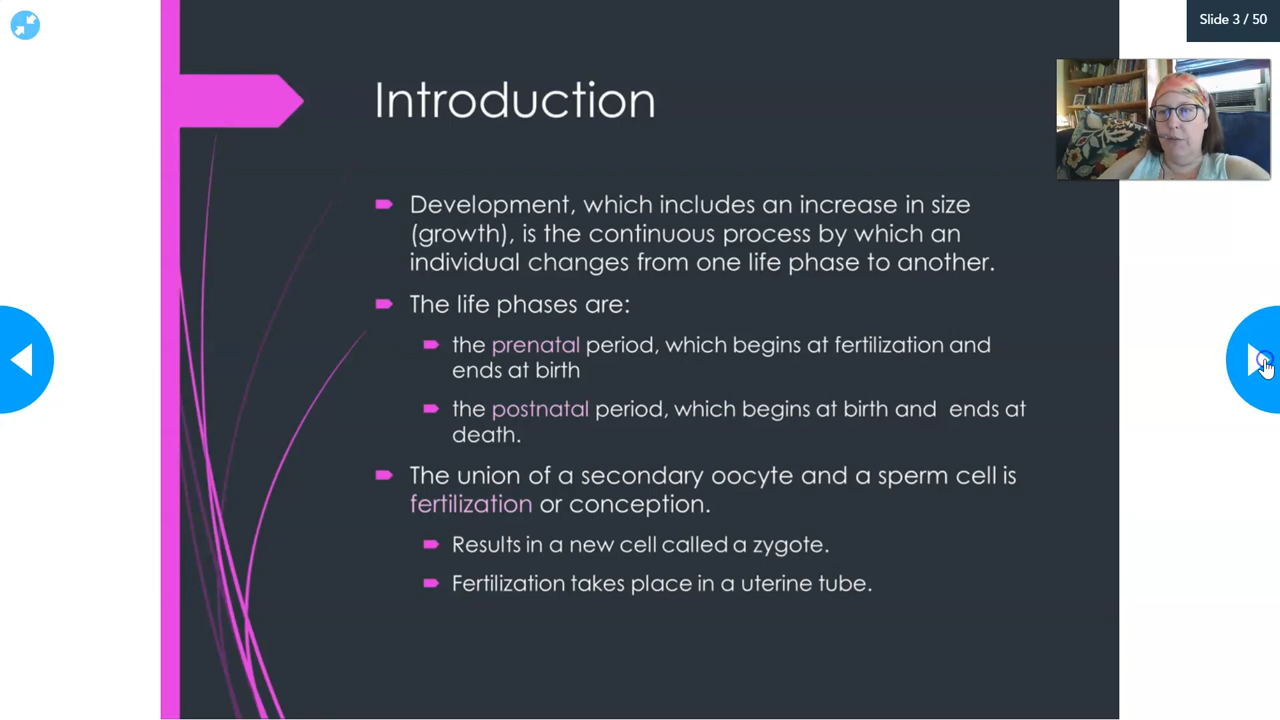 Slide 3 / 50
Introduction
Development, which includes an increase in size
(growth), is the continuous process by which an
individual changes from one life phase to another.
The life phases are:
the prenatal period, which begins at fertilization and
ends at birth
the postnatal period, which begins at birth and ends at
death.
The union of a secondary oocyte and a sperm cell is
fertilization or conception.
Results in a new cell called a zygote.
Fertilization takes place in a uterine tube.